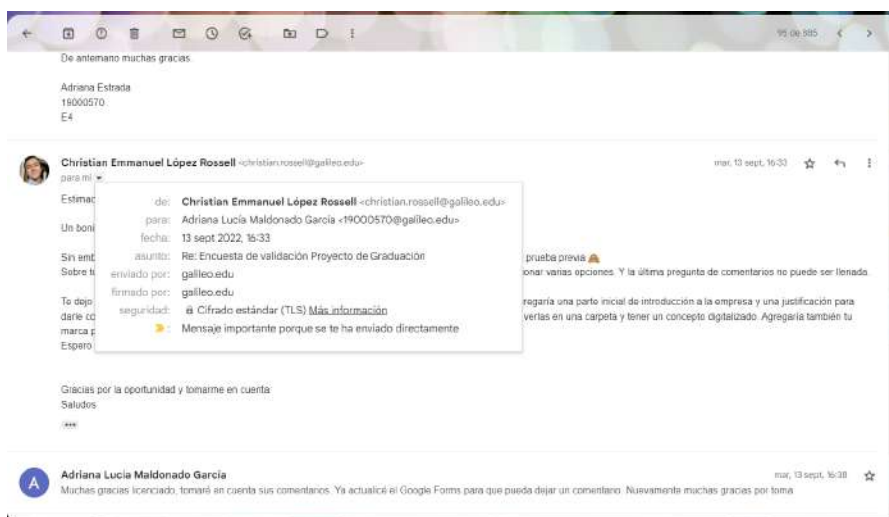 95 de 995
De antemano muchas gracias.
Adriana Estrada
19000570.
E4
Christian Emmanuel López Rossell <christian.rossell@galileo.edu>
mar, 13 sept, 16:33
para mí
Estimad
de: Christian Emmanuel López Rossell <christian.rossell@galileo.edu>
Un boni
para: Adriana Lucía Maldonado García <19000570@galileo.edu>
fecha: 13 sept 2022, 16:33
Sin emb
asunto: Re: Encuesta de validación Proyecto de Graduación
prueba previa 🙈
Sobre tu
enviado por: galileo.edu
onar varias opciones. Y la última pregunta de comentarios no puede ser llenada.
firmado por: galileo.edu
Te dejo
seguridad: Cifrado estándar (TLS) Más información
regaría una parte inicial de introducción a la empresa y una justificación para
darle co
verlas en una carpeta y tener un concepto digitalizado. Agregaría también tu
marca p
Mensaje importante porque se te ha enviado directamente
Espero
Gracias por la oportunidad y tomarme en cuenta
Saludos
•••
A
Adriana Lucia Maldonado García
mar, 13 sept, 16:38
Muchas gracias licenciado, tomaré en cuenta sus comentarios. Ya actualicé el Google Forms para que pueda dejar un comentario. Nuevamente muchas gracias por toma